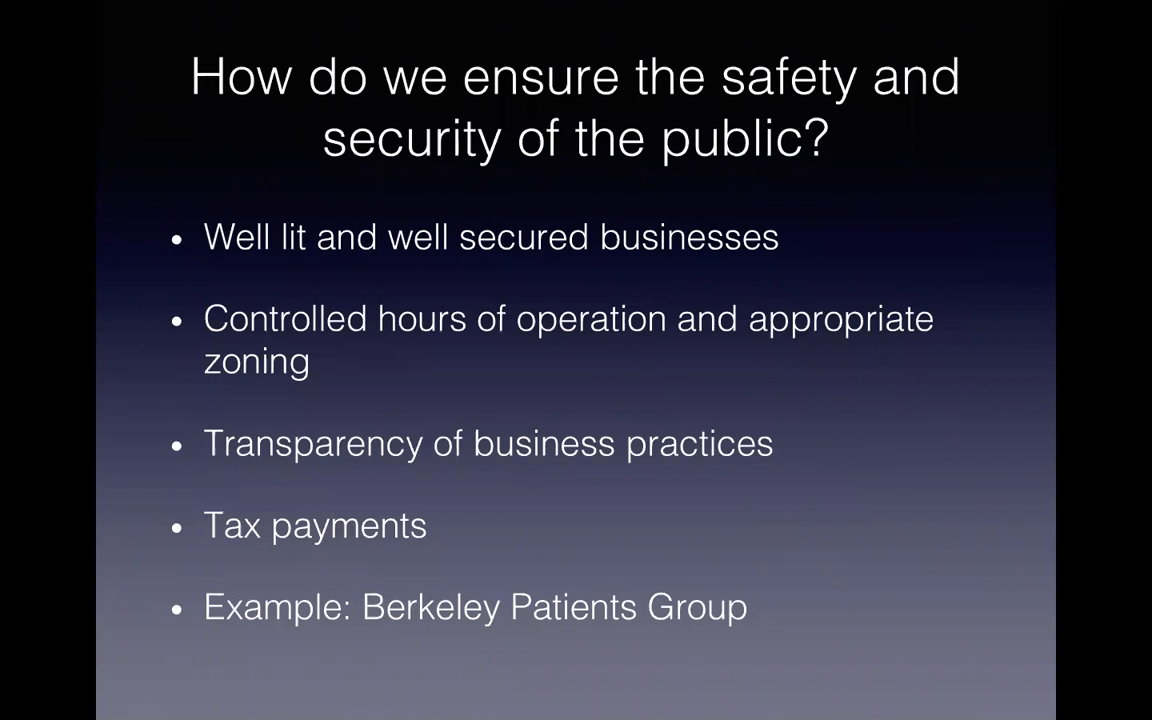 How do we ensure the safety and
security of the public?
• Well lit and well secured businesses
• Controlled hours of operation and appropriate
zoning
• Transparency of business practices
• Tax payments
• Example: Berkeley Patients Group